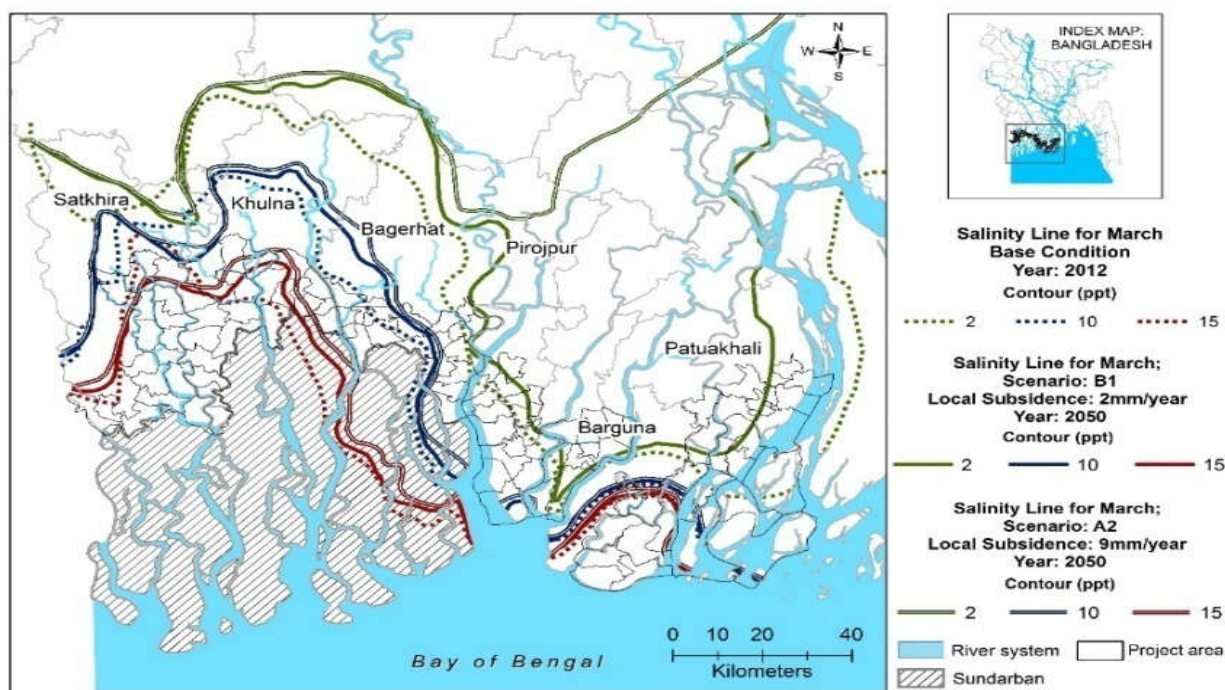 N
W E
S
Satkhira
Khulna
Bagerhat
Pirojpur
Patuakhali
Barguna
Bay of Bengal
0 10 20 40
Kilometers
INDEX MAP:
BANGLADESH
Salinity Line for March
Base Condition
Year: 2012
Contour (ppt)
2 10 15
Salinity Line for March;
Scenario: B1
Local Subsidence: 2mm/year
Year: 2050
Contour (ppt)
2 10 15
Salinity Line for March;
Scenario: A2
Local Subsidence: 9mm/year
Year: 2050
Contour (ppt)
2 10 15
River system Project area
Sundarban